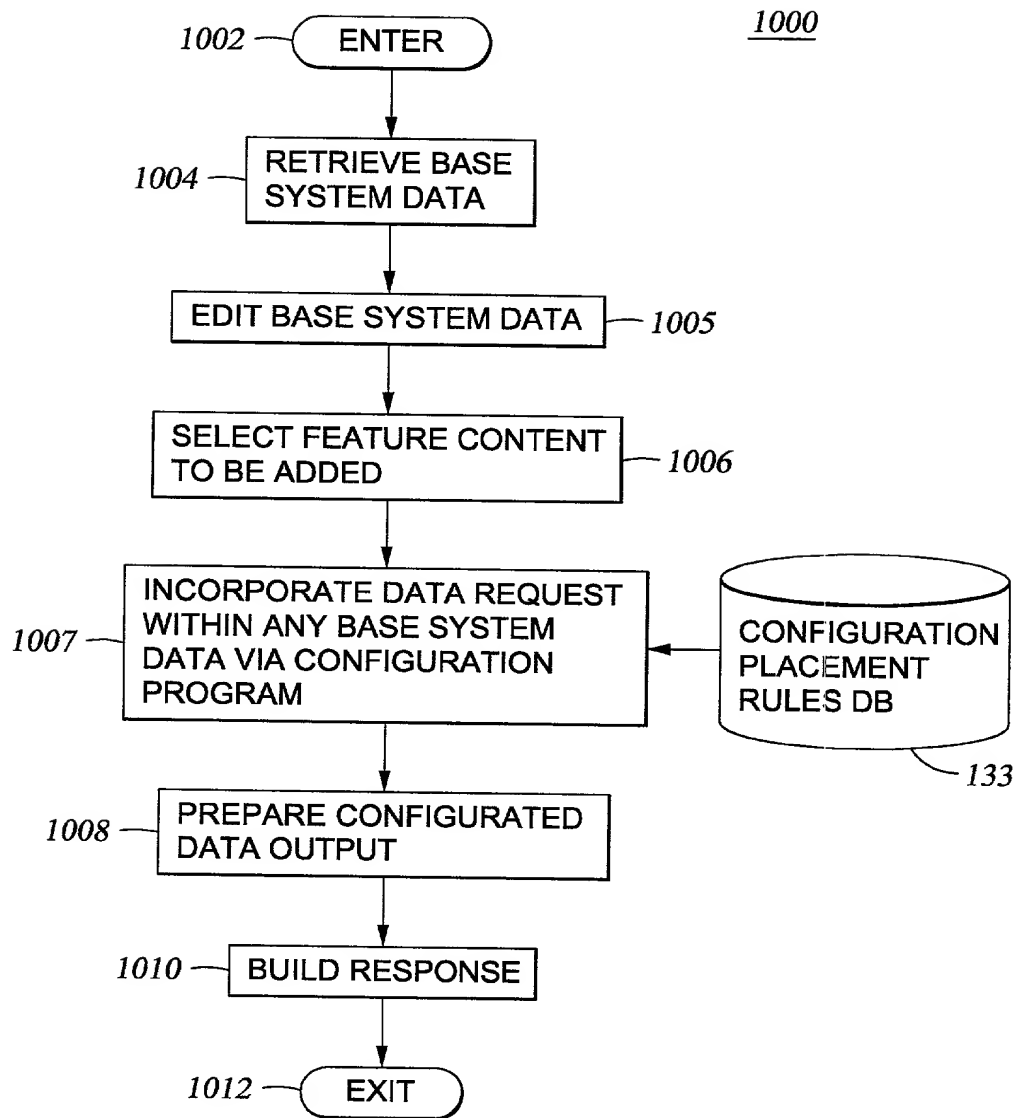 1000
1002
ENTER
1004
RETRIEVE BASE
SYSTEM DATA
EDIT BASE SYSTEM DATA
1005
SELECT FEATURE CONTENT
TO BE ADDED
1006
1007
INCORPORATE DATA REQUEST
WITHIN ANY BASE SYSTEM
DATA VIA CONFIGURATION
PROGRAM
CONFIGURATION
PLACEMENT
RULES DB
133
1008
PREPARE CONFIGURATED
DATA OUTPUT
1010
BUILD RESPONSE
1012
EXIT